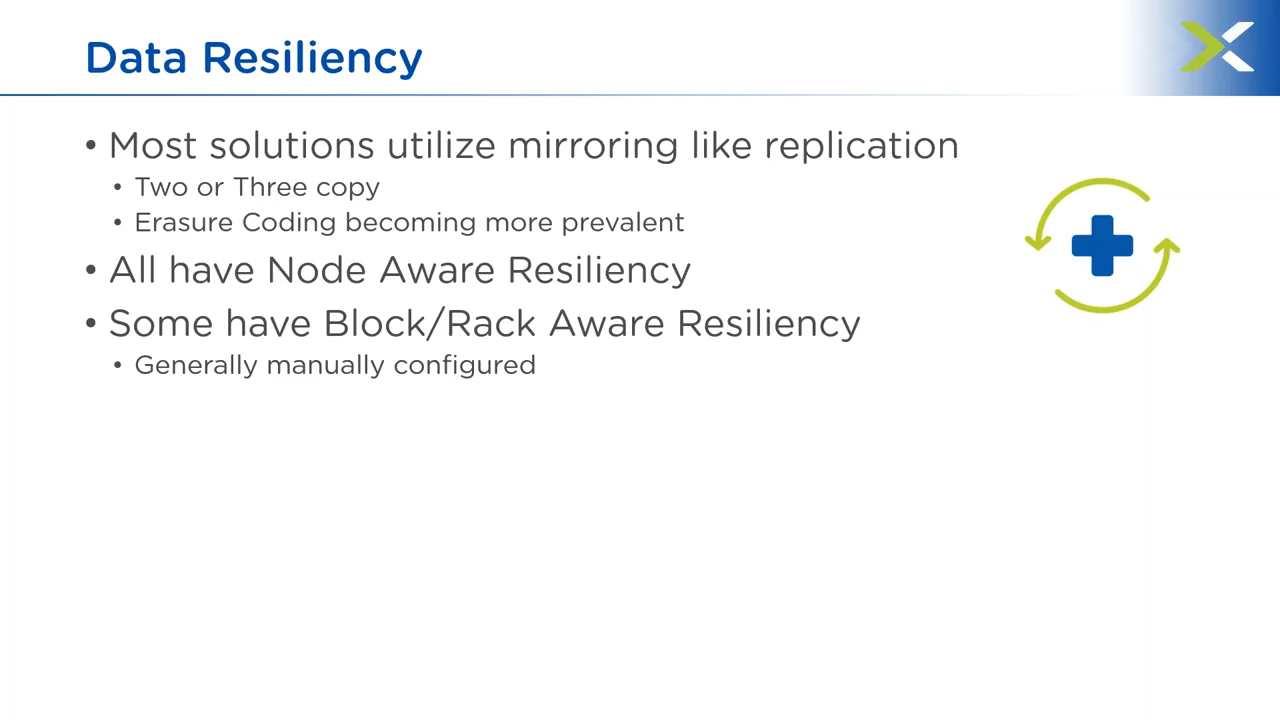 Data Resiliency
• Most solutions utilize mirroring like replication
• Two or Three copy
• Erasure Coding becoming more prevalent
• All have Node Aware Resiliency
• Some have Block/Rack Aware Resiliency
• Generally manually configured